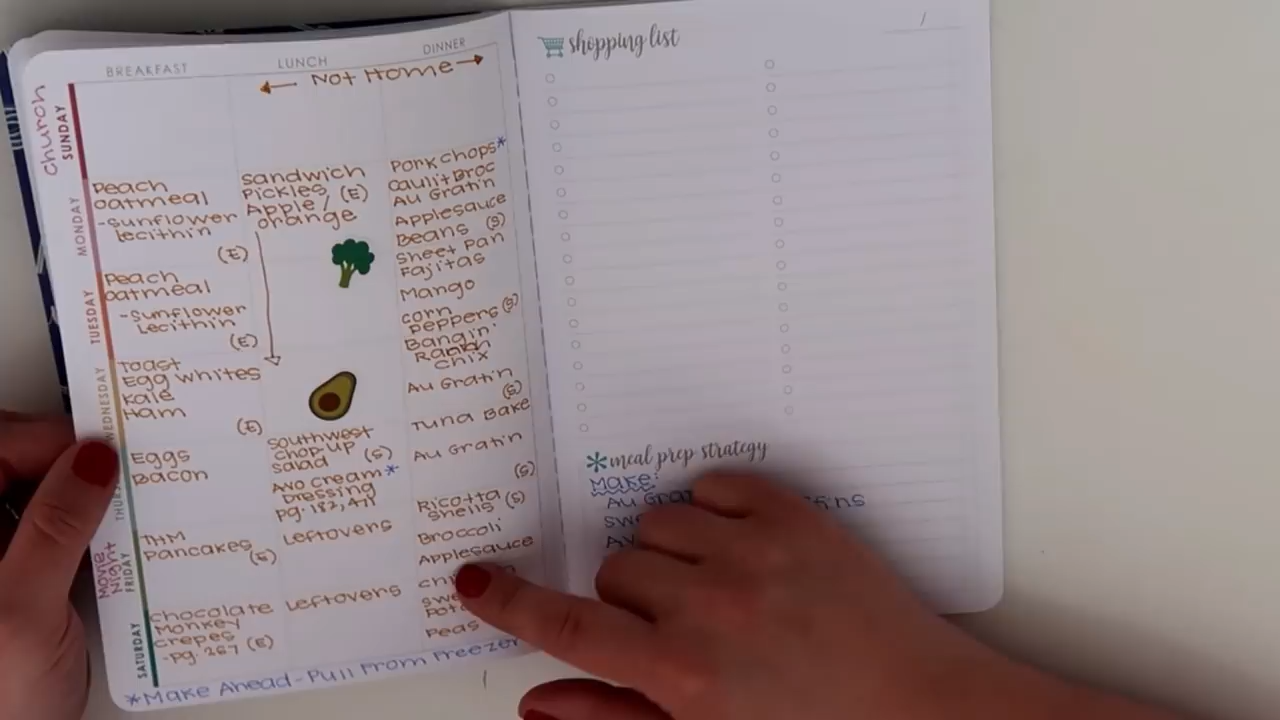 BREAKFAST
LUNCH
DINNER
← Not Home →
Church
SUNDAY
MONDAY
Peach
oatmeal
-sunflower
lecithin
(E)
sandwich
Pickles
Apple / (E)
orange
Pork chops*
Cauli+Broc
Au Gratin
Applesauce
Beans (S)
TUESDAY
Peach
oatmeal
-sunflower
Lecithin
(E)
sheet Pan
Fajitas
Mango
corn
peppers (S)
WEDNESDAY
Toast
Egg whites
Kale
Ham
(E)
Bangin'
Ranch
chix
Au Gratin
(S)
Eggs
Bacon
southwest
chop-up
salad (S)
Avo cream*
Dressing
Tuna Bake
Au Gratin
(S)
Movie
Night
FRIDAY
THM
Pancakes (E)
Leftovers
Ricotta
shells (S)
Broccoli
Applesauce
SATURDAY
chocolate
Monkey
crepes
-pg. 267 (E)
Leftovers
Peas
*Make Ahead-Pull From Freezer
shopping list
*meal prep strategy
Make:
Au